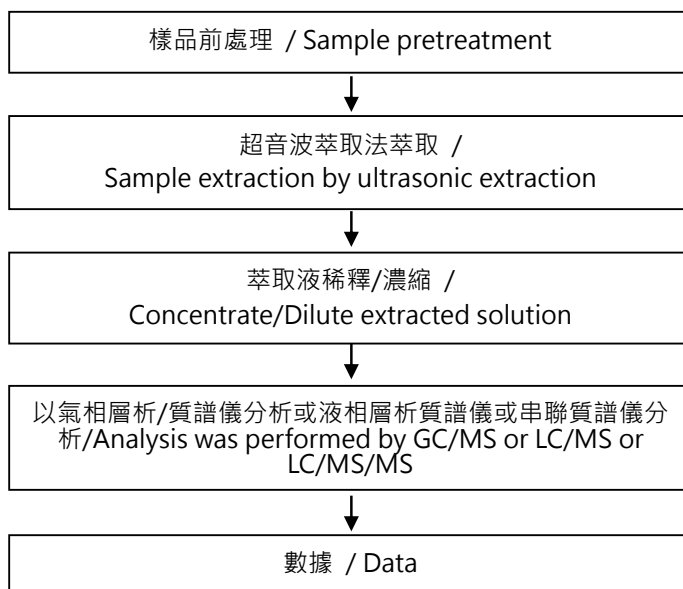 樣品前處理 / Sample pretreatment
超音波萃取法萃取 /
Sample extraction by ultrasonic extraction
萃取液稀釋/濃縮 /
Concentrate/Dilute extracted solution
以氣相層析/質譜儀分析或液相層析質譜儀或串聯質譜儀分
析/Analysis was performed by GC/MS or LC/MS or
LC/MS/MS
數據 / Data